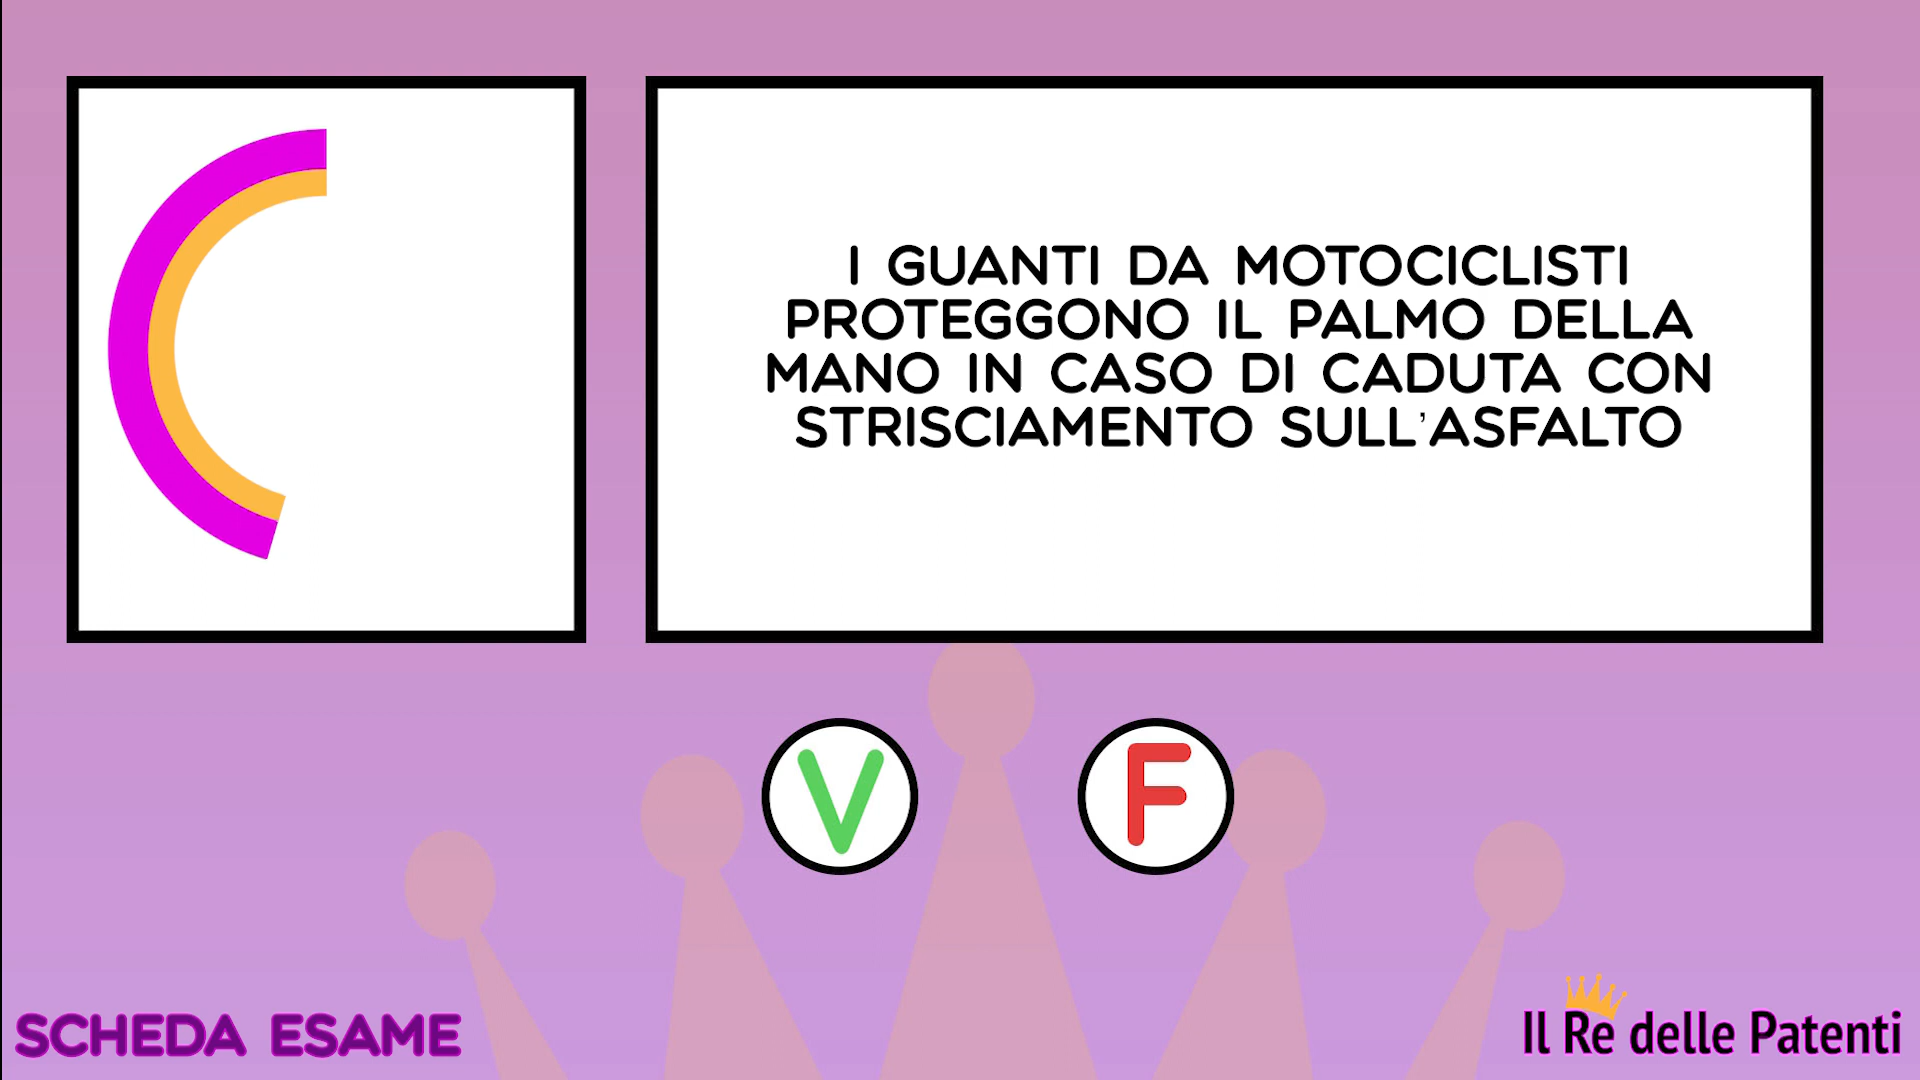 I GUANTI DA MOTOCICLISTI
PROTEGGONO IL PALMO DELLA
MANO IN CASO DI CADUTA CON
STRISCIAMENTO SULL'ASFALTO
V F
SCHEDA ESAME
Il Re delle Patenti